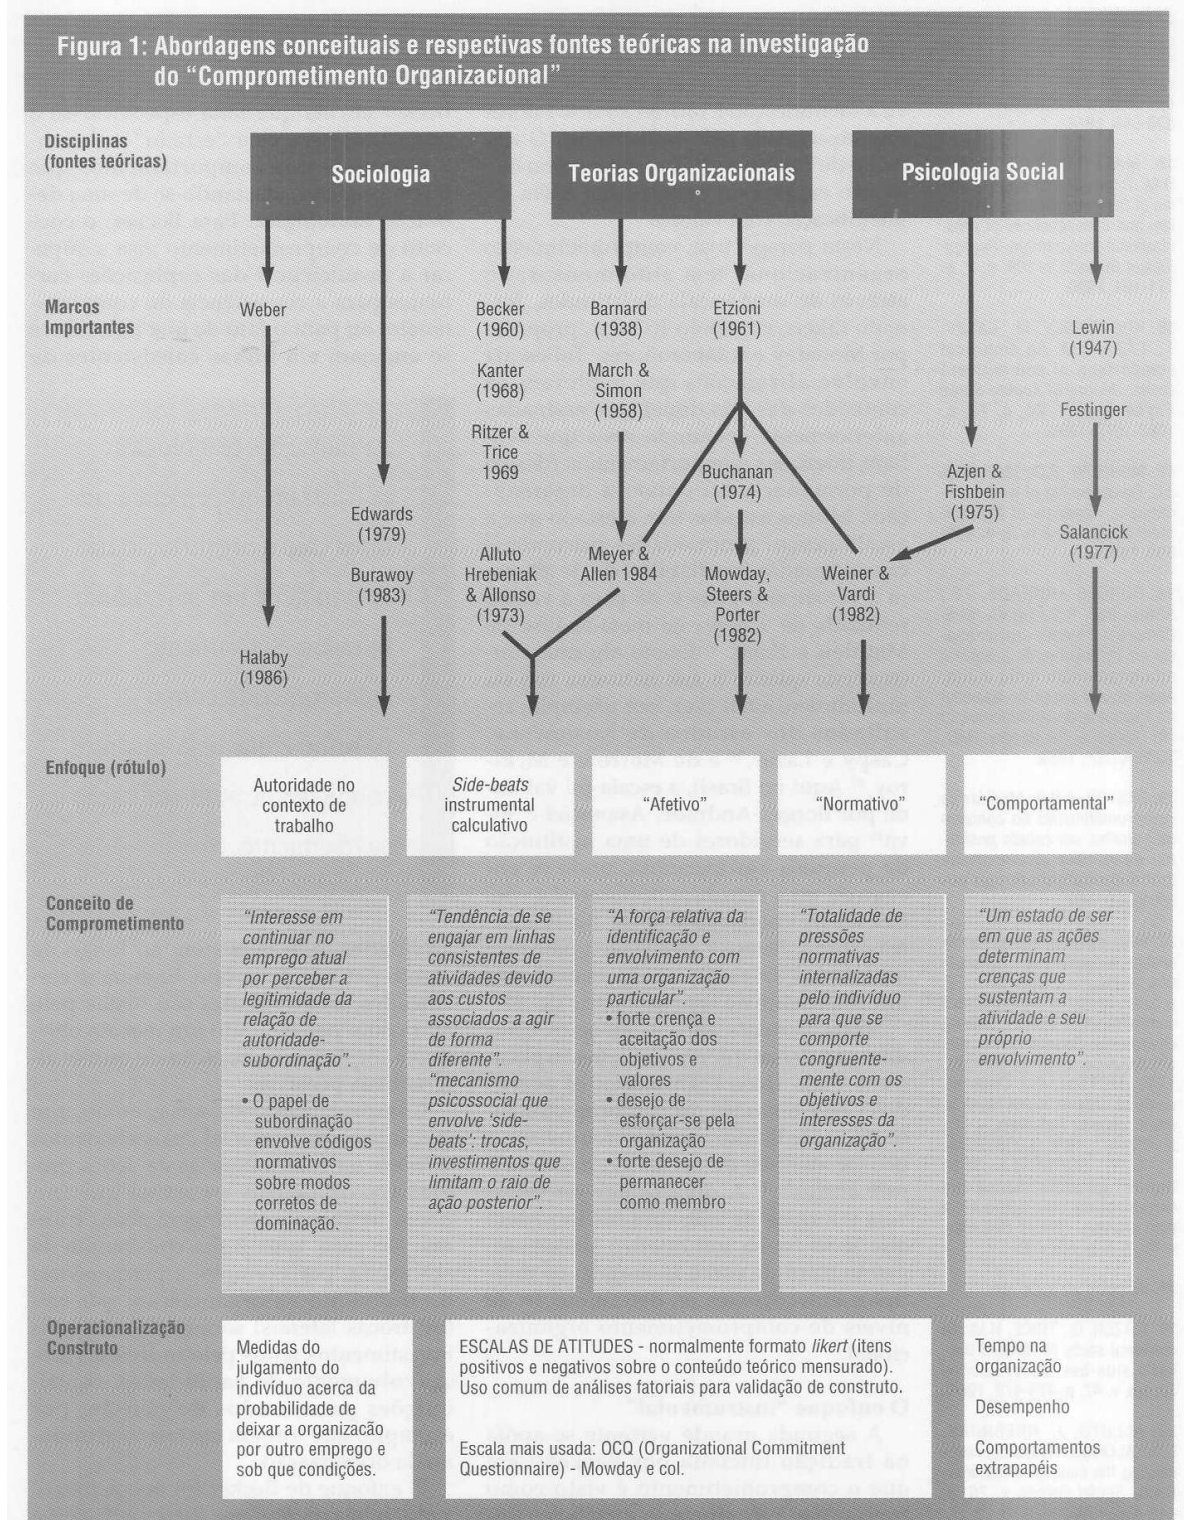 Figura 1: Abordagens conceituais e respectivas fontes teóricas na investigação
do “Comprometimento Organizacional”
Disciplinas
(fontes teóricas)
Sociologia
Teorias Organizacionais
Psicologia Social
Marcos
Importantes
Weber
Halaby
(1986)
Edwards
(1979)
Burawoy
(1983)
Becker
(1960)
Kanter
(1968)
Ritzer &
Trice
1969
Alluto
Hrebeniak
& Allonso
(1973)
Barnard
(1938)
March &
Simon
(1958)
Meyer &
Allen 1984
Etzioni
(1961)
Buchanan
(1974)
Mowday,
Steers &
Porter
(1982)
Weiner &
Vardi
(1982)
Azjen &
Fishbein
(1975)
Lewin
(1947)
Festinger
Salancick
(1977)
Enfoque (rótulo)
Autoridade no
contexto de
trabalho
Side-beats
instrumental
calculativo
“Afetivo”
“Normativo”
“Comportamental”
Conceito de
Comprometimento
“Interesse em
continuar no
emprego atual
por perceber a
legitimidade da
relação de
autoridade-
subordinação”.
• O papel de
subordinação
envolve códigos
normativos
sobre modos
corretos de
dominação.
“Tendência de se
engajar em linhas
consistentes de
atividades devido
aos custos
associados a agir
de forma
diferente”.
“mecanismo
psicossocial que
envolve ‘side-
beats’: trocas,
investimentos que
limitam o raio de
ação posterior”.
“A força relativa da
identificação e
envolvimento com
uma organização
particular”.
• forte crença e
aceitação dos
objetivos e
valores
• desejo de
esforçar-se pela
organização
• forte desejo de
permanecer
como membro
“Totalidade de
pressões
normativas
internalizadas
pelo indivíduo
para que se
comporte
congruente-
mente com os
objetivos e
interesses da
organização”.
“Um estado de ser
em que as ações
determinam
crenças que
sustentam a
atividade e seu
próprio
envolvimento”.
Operacionalização
Construto
Medidas do
julgamento do
indivíduo acerca da
probabilidade de
deixar a organizacão
por outro emprego e
sob que condições.
ESCALAS DE ATITUDES - normalmente formato likert (itens
positivos e negativos sobre o conteúdo teórico mensurado).
Uso comum de análises fatoriais para validação de construto.
Escala mais usada: OCQ (Organizational Commitment
Questionnaire) - Mowday e col.
Tempo na
organização
Desempenho
Comportamentos
extrapapéis